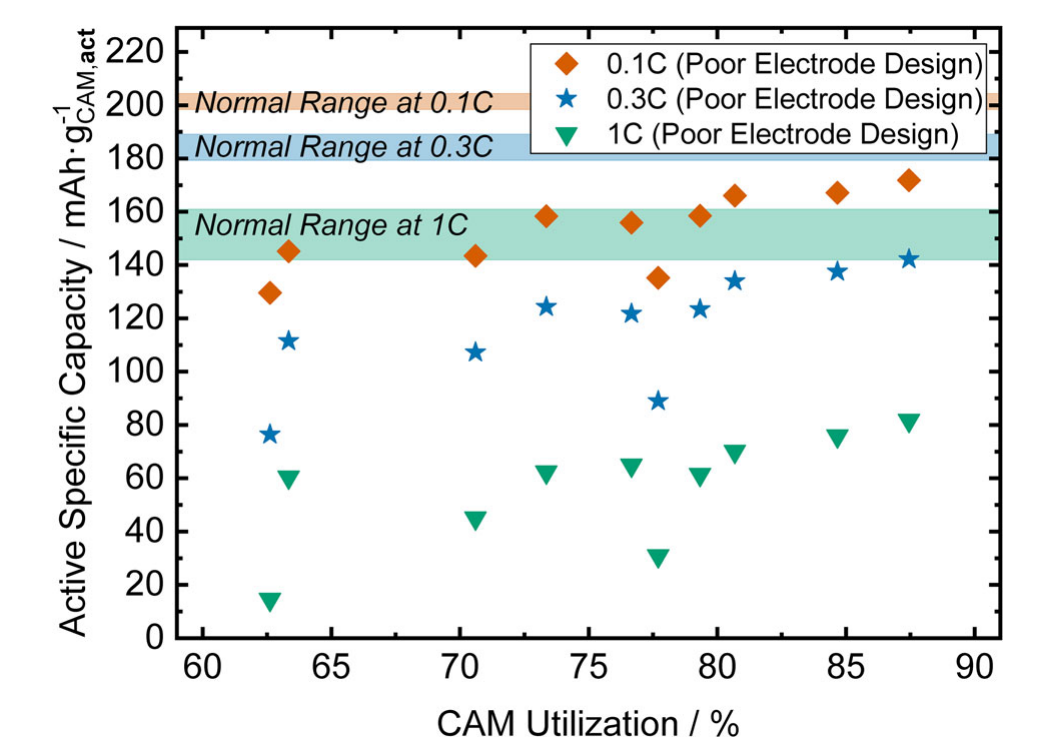 Active Specific Capacity / mAh·g⁻¹CAM,act
220
200
180
160
140
120
100
80
60
40
20
0
Normal Range at 0.1C
Normal Range at 0.3C
Normal Range at 1C
0.1C (Poor Electrode Design)
0.3C (Poor Electrode Design)
1C (Poor Electrode Design)
60 65 70 75 80 85 90
CAM Utilization / %